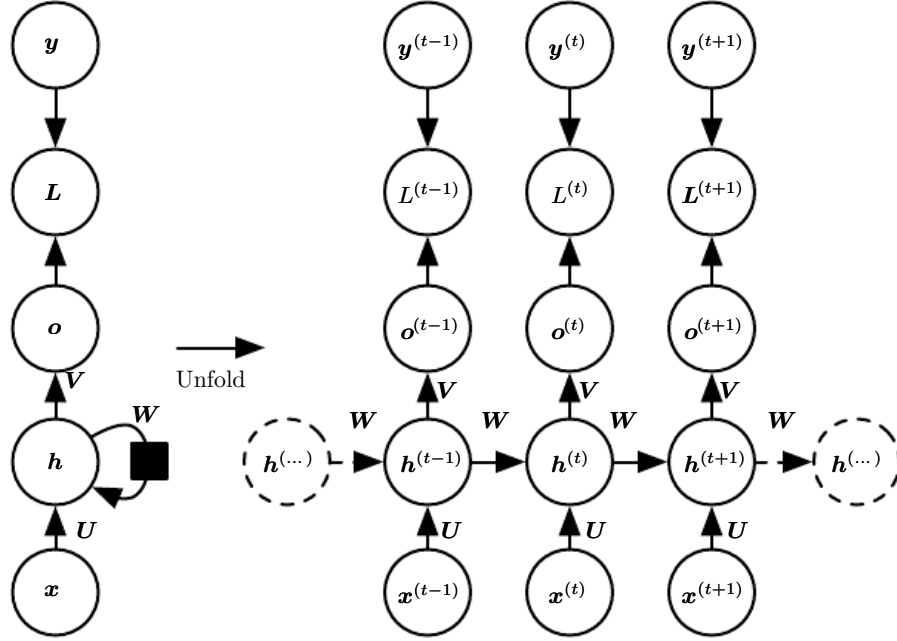 y y^(t−1) y^(t) y^(t+1)
L L^(t−1) L^(t) L^(t+1)
o o^(t−1) o^(t) o^(t+1)
Unfold
V V V V
W W W W W
h h^(...) h^(t−1) h^(t) h^(t+1) h^(...)
U U U U
x x^(t−1) x^(t) x^(t+1)